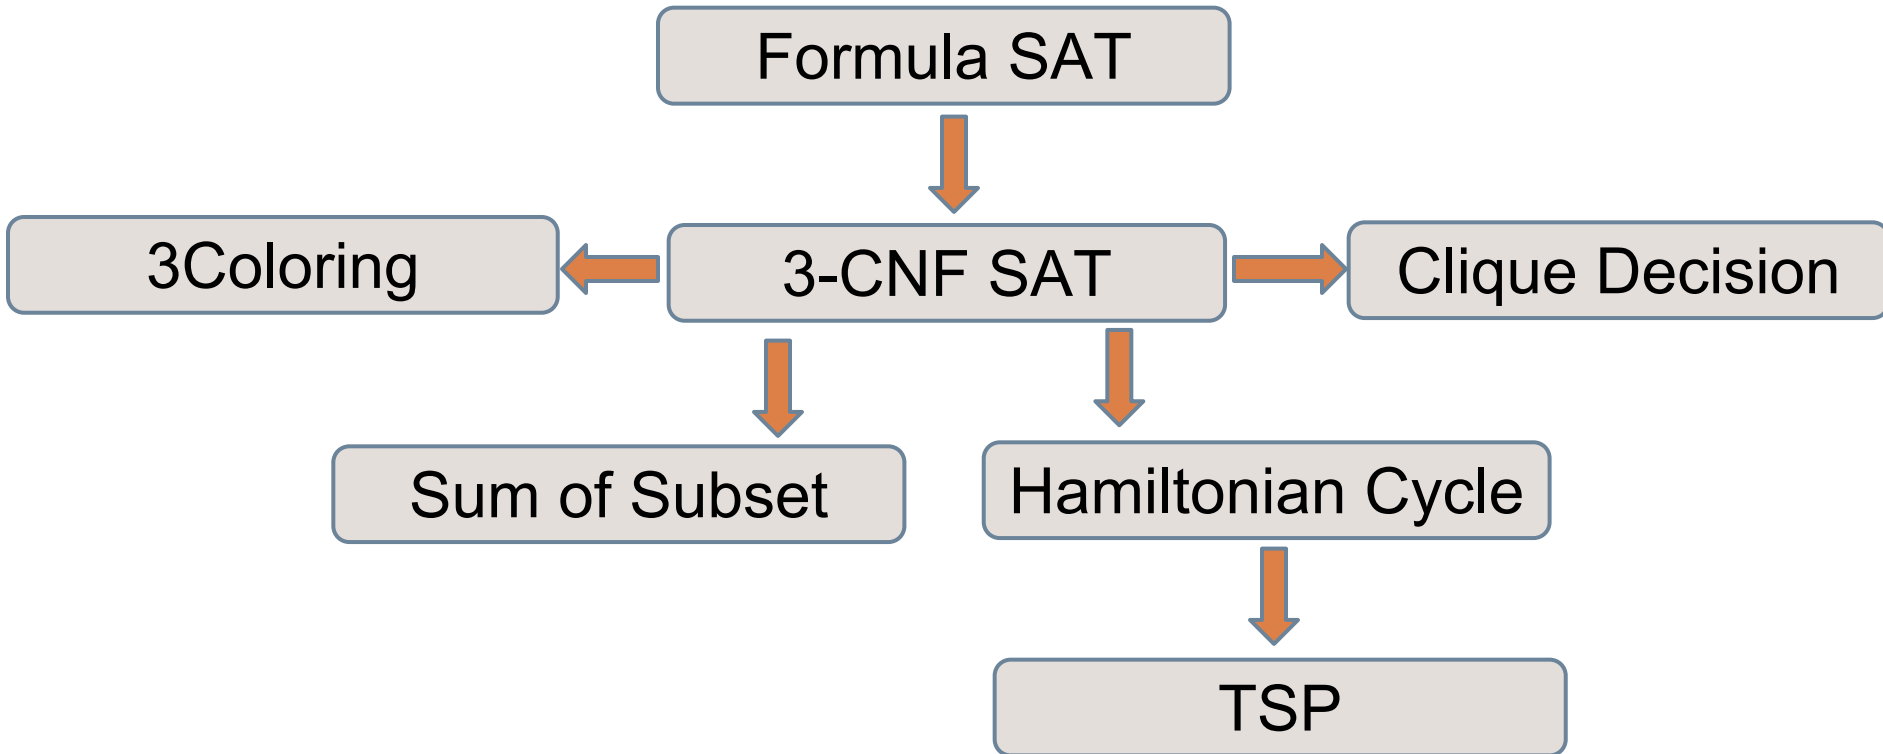 Formula SAT
3Coloring
3-CNF SAT
Clique Decision
Sum of Subset
Hamiltonian Cycle
TSP